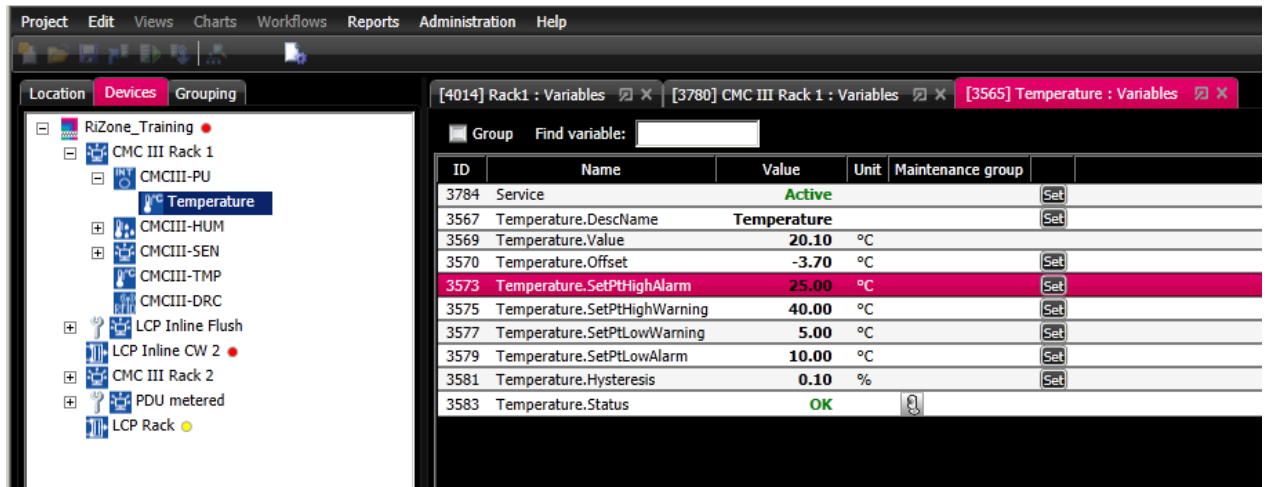 Project Edit Views Charts Workflows Reports Administration Help
Location Devices Grouping
RiZone_Training
CMC III Rack 1
CMCIII-PU
Temperature
CMCIII-HUM
CMCIII-SEN
CMCIII-TMP
CMCIII-DRC
LCP Inline Flush
LCP Inline CW 2
CMC III Rack 2
PDU metered
LCP Rack
[4014] Rack1 : Variables [3780] CMC III Rack 1 : Variables [3565] Temperature : Variables
Group Find variable:
ID Name Value Unit Maintenance group
3784 Service Active Set
3567 Temperature.DescName Temperature Set
3569 Temperature.Value 20.10 °C
3570 Temperature.Offset -3.70 °C Set
3573 Temperature.SetPtHighAlarm 25.00 °C Set
3575 Temperature.SetPtHighWarning 40.00 °C Set
3577 Temperature.SetPtLowWarning 5.00 °C Set
3579 Temperature.SetPtLowAlarm 10.00 °C Set
3581 Temperature.Hysteresis 0.10 % Set
3583 Temperature.Status OK